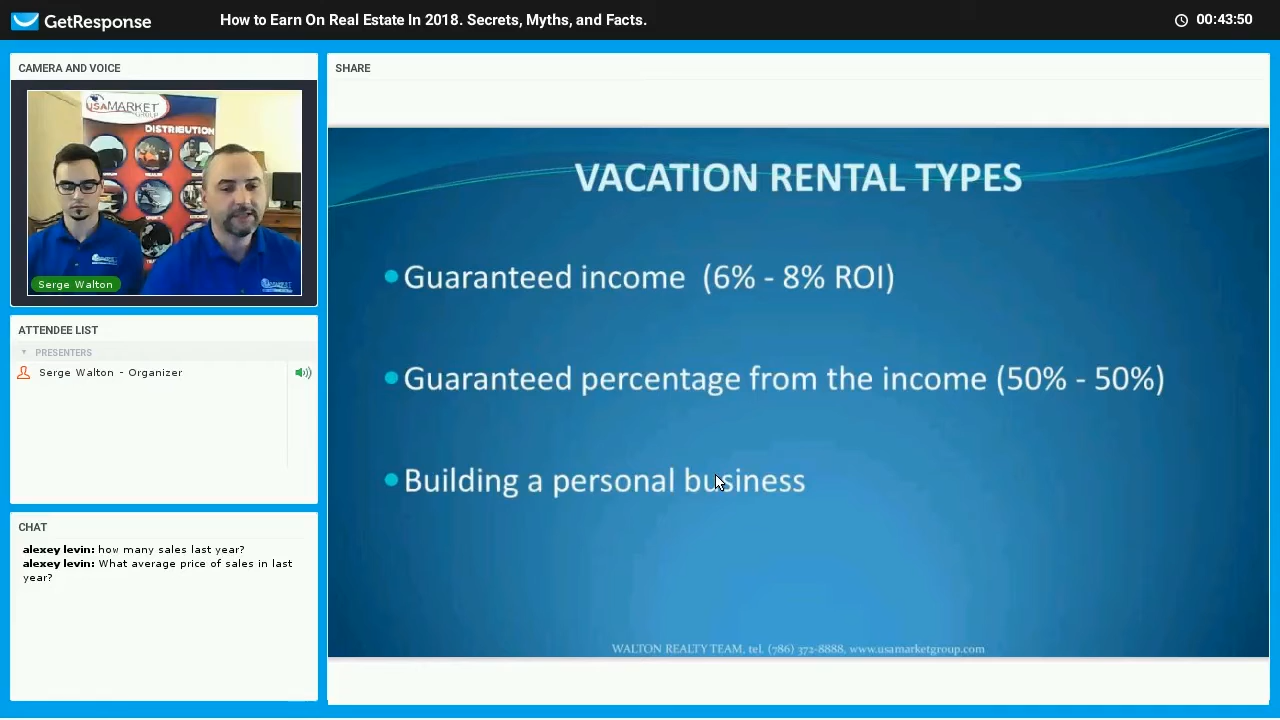 GetResponse
How to Earn On Real Estate In 2018. Secrets, Myths, and Facts.
00:43:50
CAMERA AND VOICE
USAMARKET
GROUP
DISTRIBUTION
Serge Walton
ATTENDEE LIST
PRESENTERS
Serge Walton - Organizer
CHAT
alexey levin: how many sales last year?
alexey levin: What average price of sales in last
year?
SHARE
VACATION RENTAL TYPES
•Guaranteed income (6% - 8% ROI)
•Guaranteed percentage from the income (50% - 50%)
•Building a personal business
WALTON REALTY TEAM, tel. (786) 372-8888, www.usamarketgroup.com